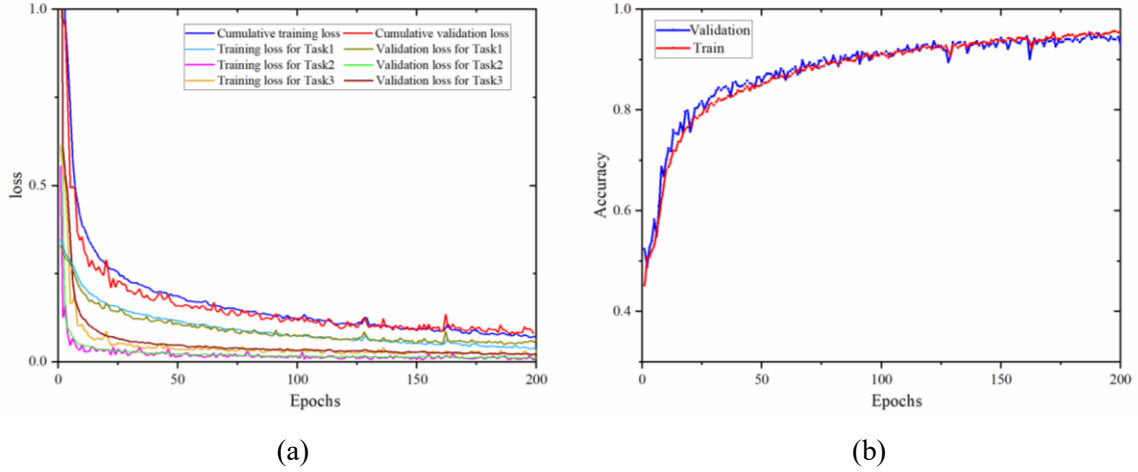 Cumulative training loss Cumulative validation loss
Training loss for Task1 Validation loss for Task1
Training loss for Task2 Validation loss for Task2
Training loss for Task3 Validation loss for Task3
1.0
0.5
0.0
loss
0 50 100 150 200
Epochs
(a)
Validation
Train
1.0
0.8
0.6
0.4
Accuracy
0 50 100 150 200
Epochs
(b)